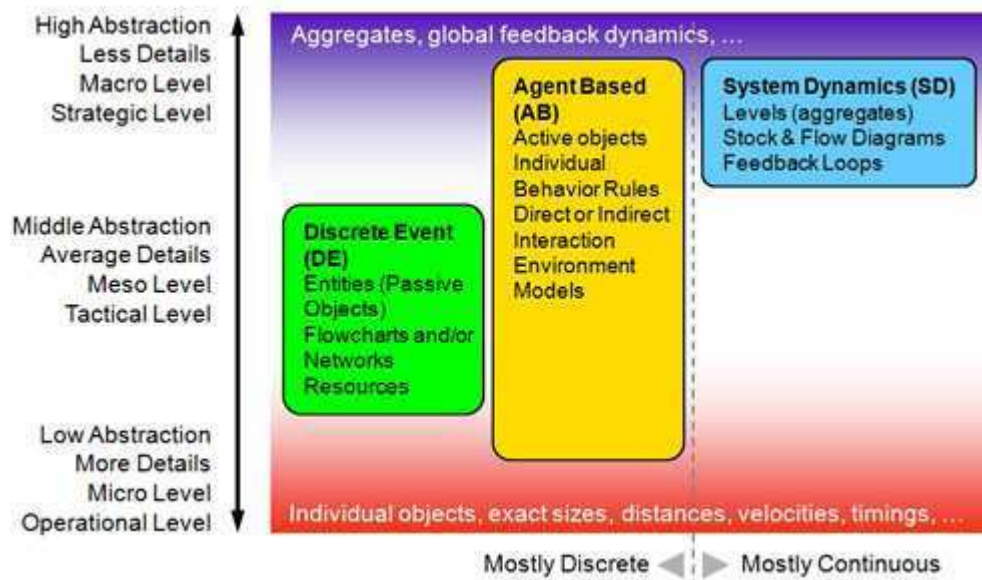 High Abstraction
Less Details
Macro Level
Strategic Level
Middle Abstraction
Average Details
Meso Level
Tactical Level
Low Abstraction
More Details
Micro Level
Operational Level
Aggregates, global feedback dynamics, ...
Discrete Event
(DE)
Entities (Passive
Objects)
Flowcharts and/or
Networks
Resources
Agent Based
(AB)
Active objects
Individual
Behavior Rules
Direct or Indirect
Interaction
Environment
Models
System Dynamics (SD)
Levels (aggregates)
Stock & Flow Diagrams
Feedback Loops
Individual objects, exact sizes, distances, velocities, timings, ...
Mostly Discrete
Mostly Continuous